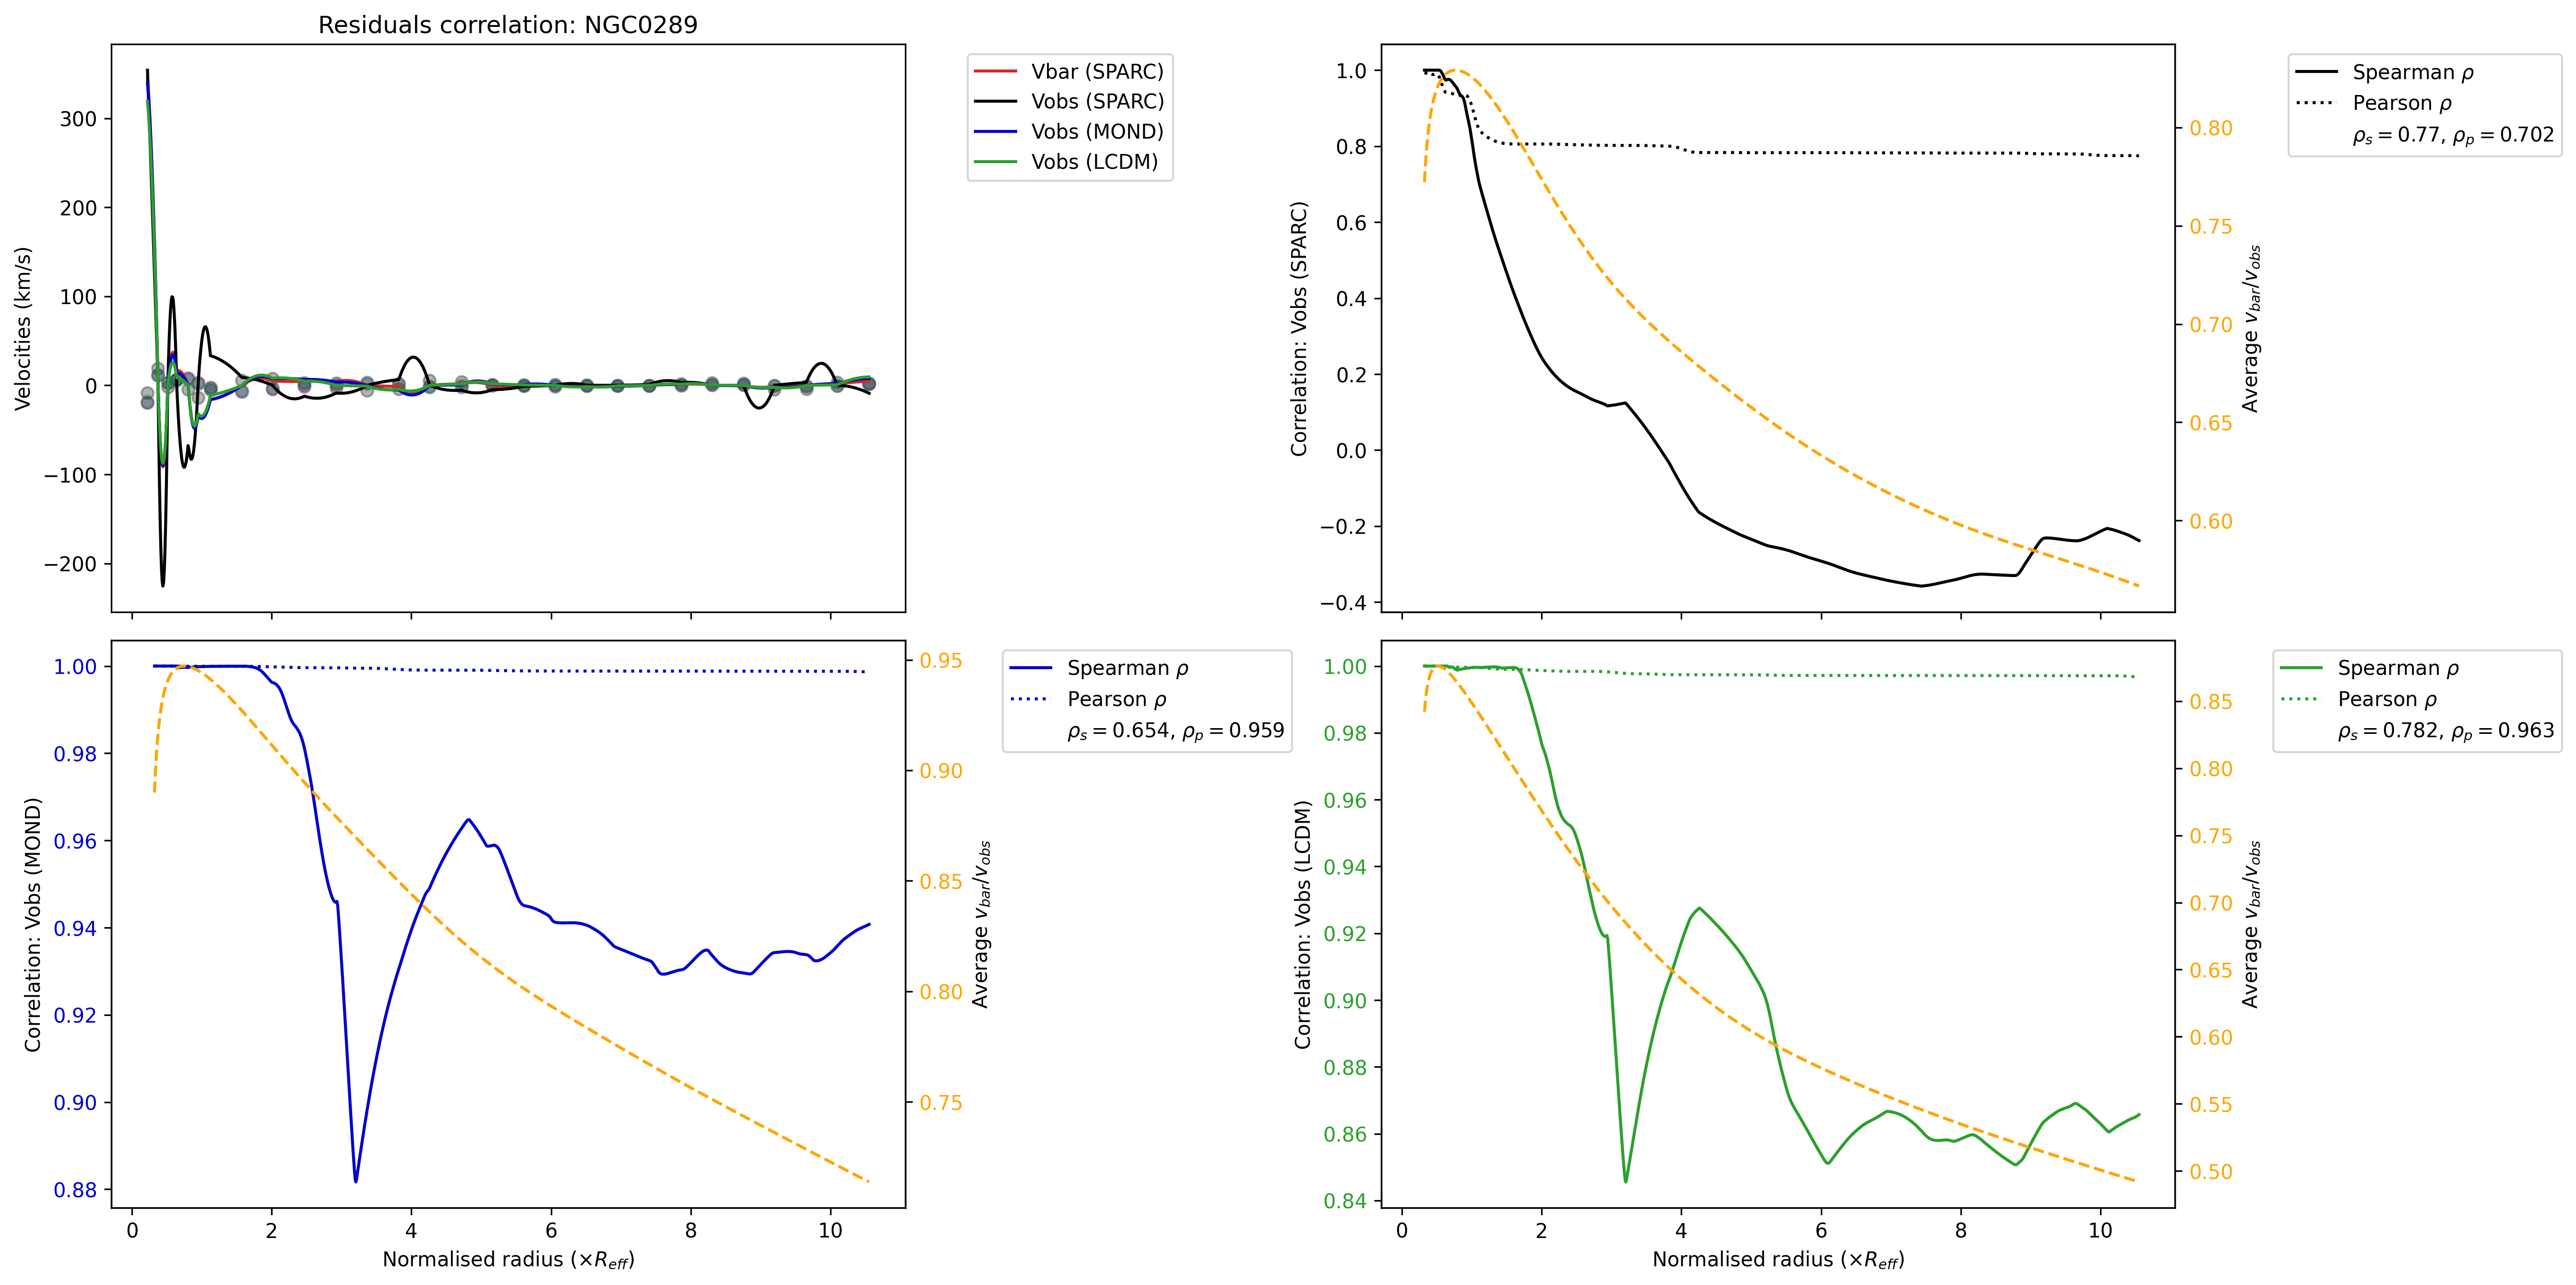 Residuals correlation: NGC0289
Velocities (km/s)
300
200
100
0
−100
−200
0
2
4
6
8
10
Vbar (SPARC)
Vobs (SPARC)
Vobs (MOND)
Vobs (LCDM)
Correlation: Vobs (SPARC)
1.0
0.8
0.6
0.4
0.2
0.0
−0.2
−0.4
0.80
0.75
0.70
0.65
0.60
Average v_bar/v_obs
Spearman ρ
Pearson ρ
ρ_s = 0.77, ρ_p = 0.702
Correlation: Vobs (MOND)
1.00
0.98
0.96
0.94
0.92
0.90
0.88
0.95
0.90
0.85
0.80
0.75
Average v_bar/v_obs
Normalised radius (×R_eff)
Spearman ρ
Pearson ρ
ρ_s = 0.654, ρ_p = 0.959
Correlation: Vobs (LCDM)
1.00
0.98
0.96
0.94
0.92
0.90
0.88
0.86
0.84
0
2
4
6
8
10
0.85
0.80
0.75
0.70
0.65
0.60
0.55
0.50
Average v_bar/v_obs
Normalised radius (×R_eff)
Spearman ρ
Pearson ρ
ρ_s = 0.782, ρ_p = 0.963